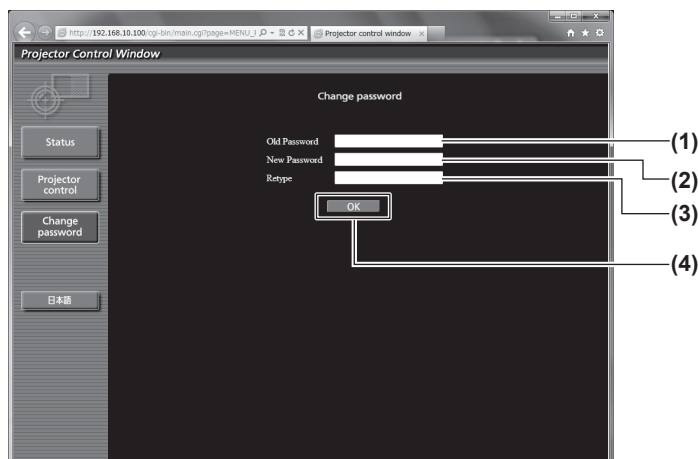 http://192.168.10.100/cgi-bin/main.cgi?page=MENU_
Projector control window
Projector Control Window
Change password
Old Password
(1)
New Password
(2)
Retype
(3)
OK
(4)
Status
Projector
control
Change
password
日本語